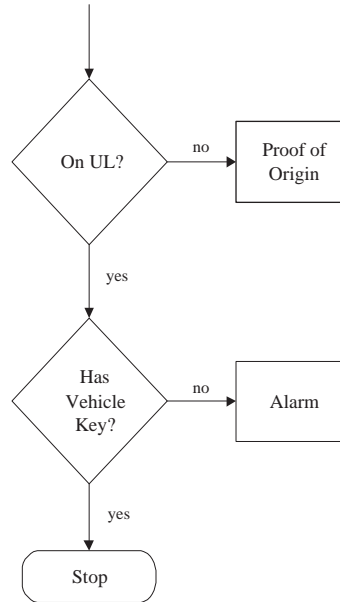 On UL?
no
Proof of
Origin
yes
Has
Vehicle
Key?
no
Alarm
yes
Stop